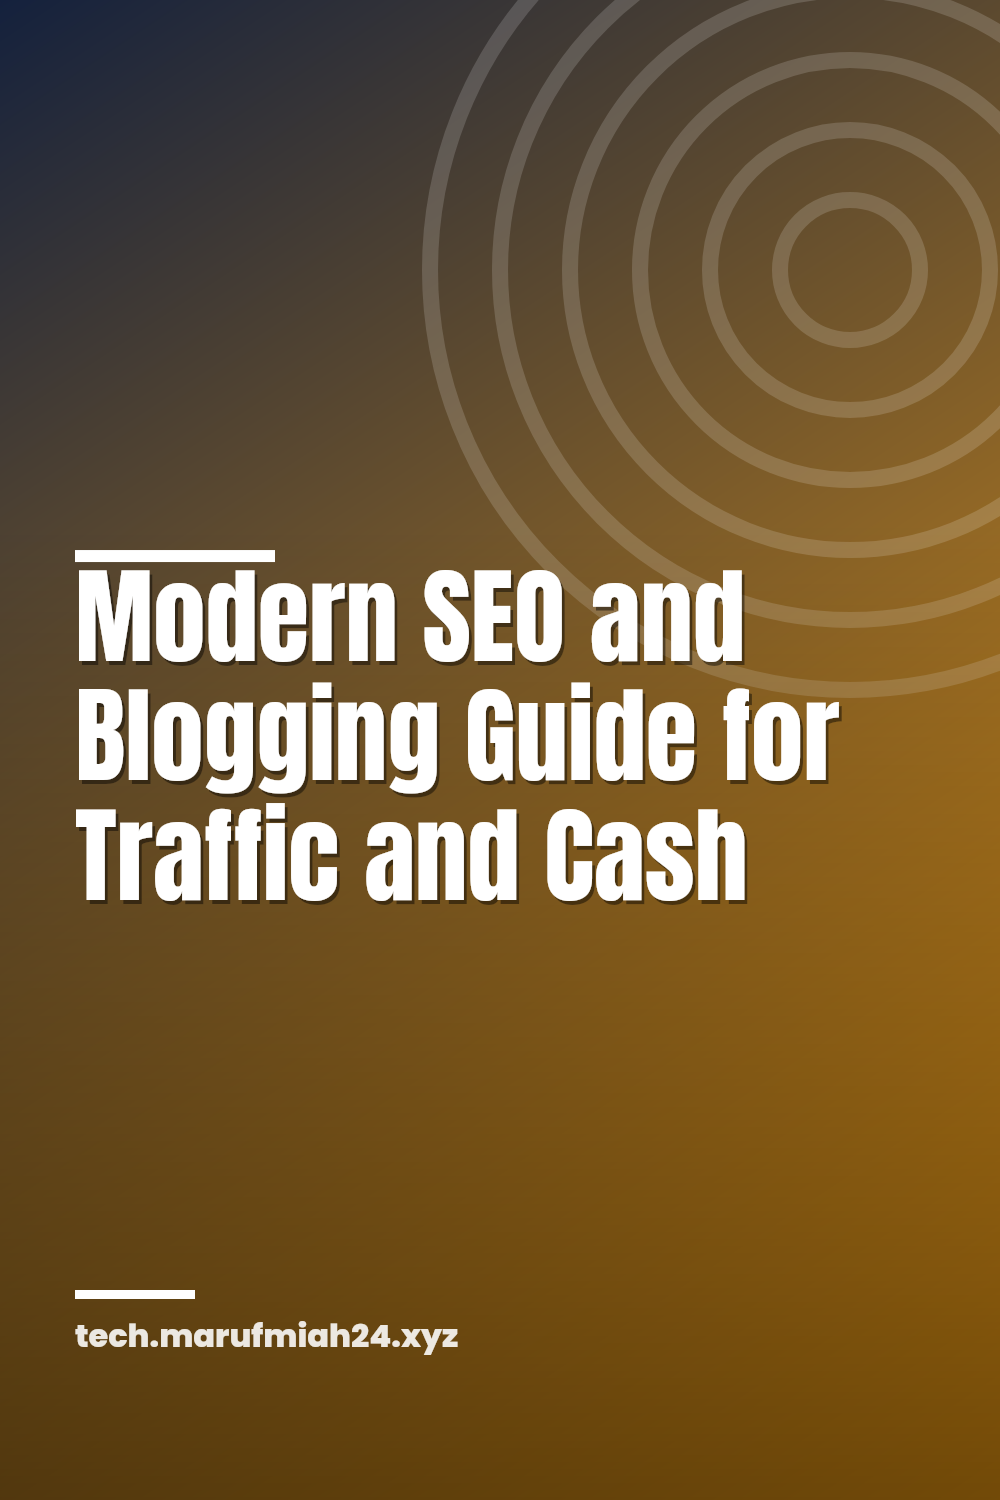 Modern SEO and
Blogging Guide for
Traffic and Cash
tech.marufmiah24.xyz